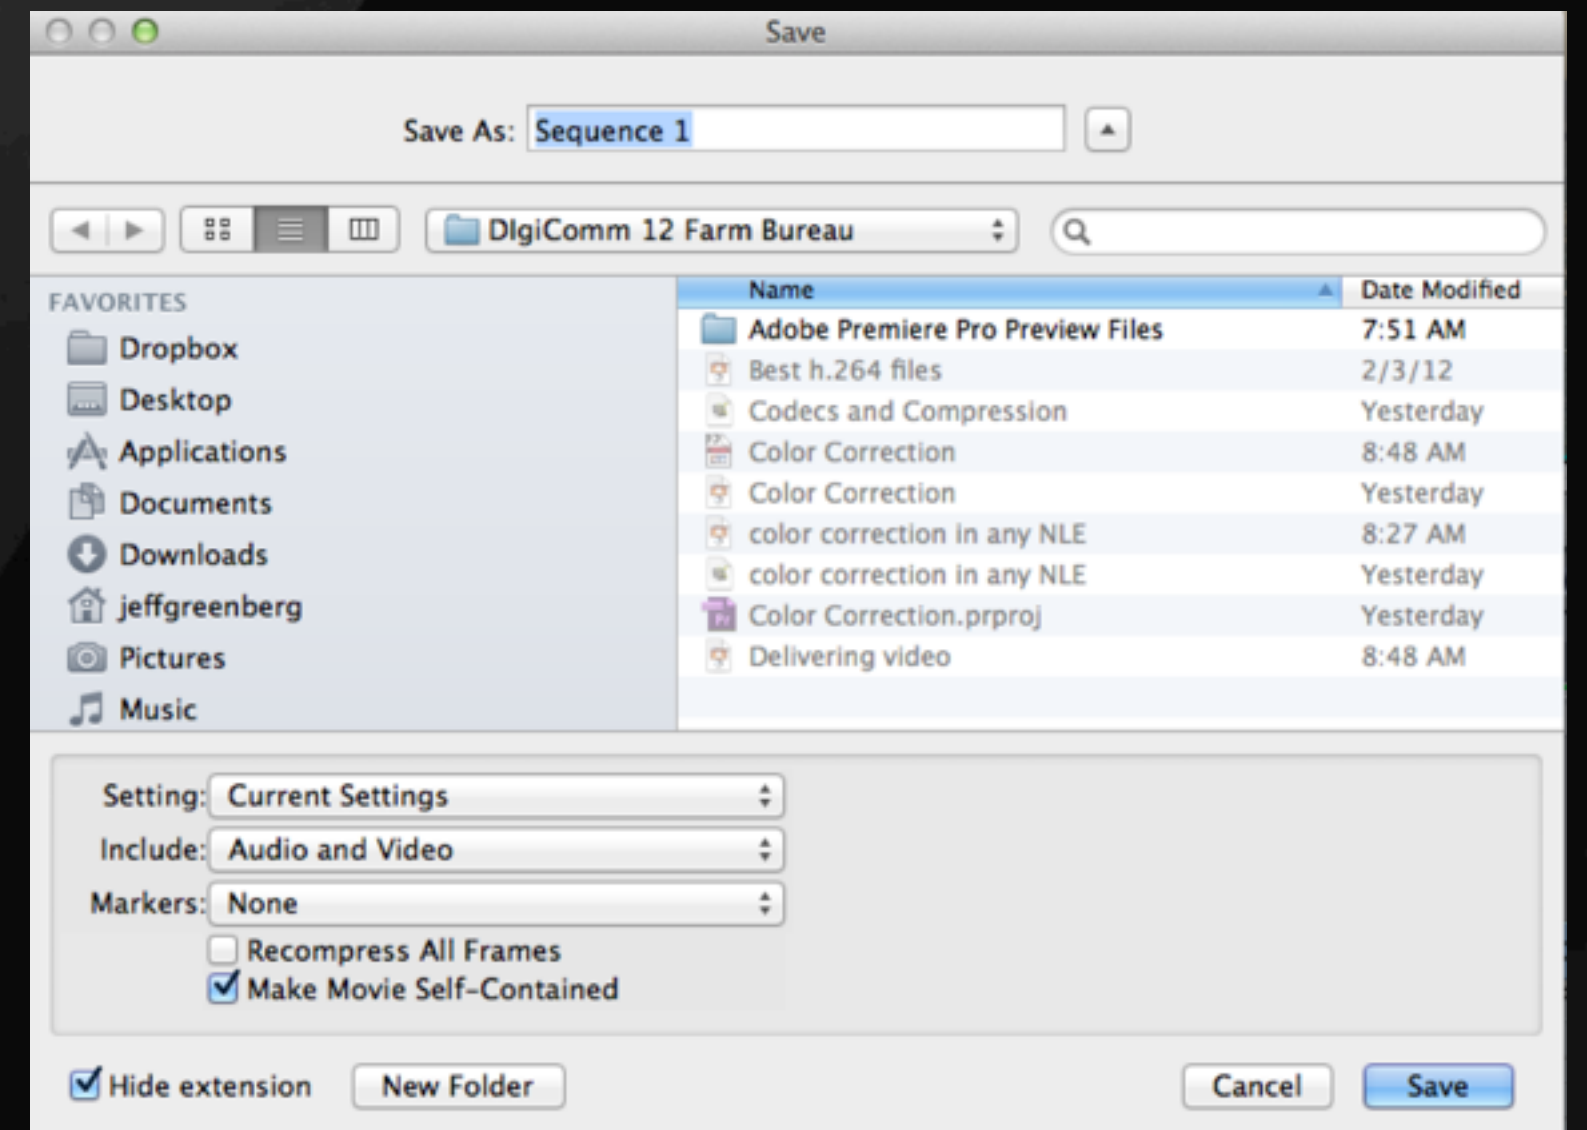 Save
Save As: Sequence 1
DIgiComm 12 Farm Bureau
FAVORITES
Dropbox
Desktop
Applications
Documents
Downloads
jeffgreenberg
Pictures
Music
Name Date Modified
Adobe Premiere Pro Preview Files 7:51 AM
Best h.264 files 2/3/12
Codecs and Compression Yesterday
Color Correction 8:48 AM
Color Correction Yesterday
color correction in any NLE 8:27 AM
color correction in any NLE Yesterday
Color Correction.prproj Yesterday
Delivering video 8:48 AM
Setting: Current Settings
Include: Audio and Video
Markers: None
Recompress All Frames
Make Movie Self-Contained
Hide extension New Folder Cancel Save